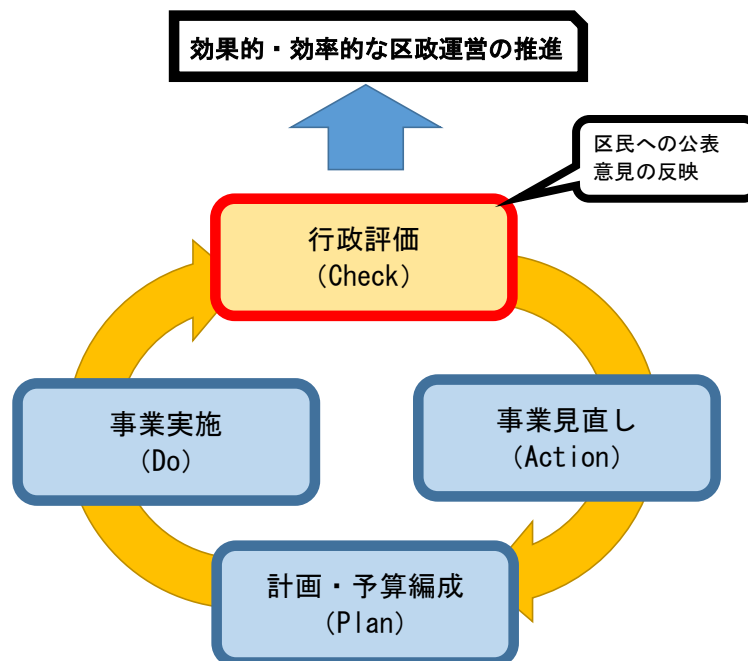 効果的・効率的な区政運営の推進
区民への公表
意見の反映
行政評価
(Check)
事業実施
(Do)
事業見直し
(Action)
計画・予算編成
(Plan)